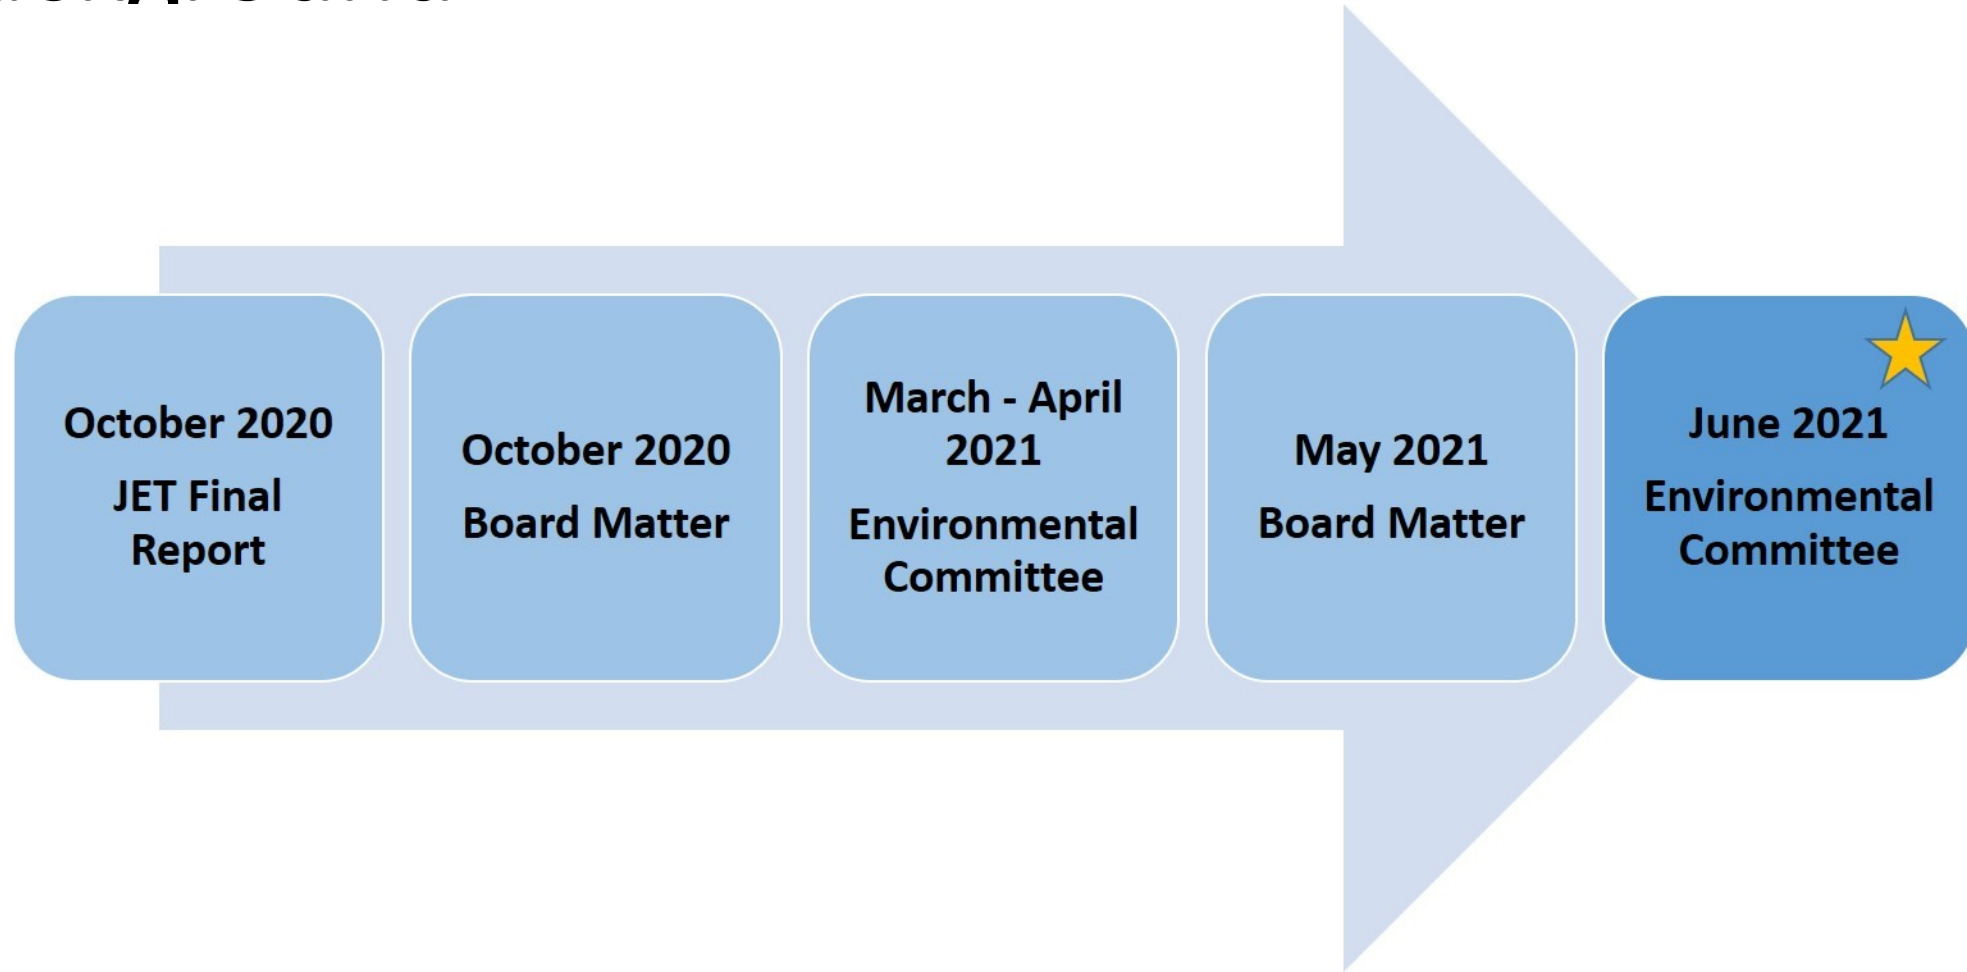 October 2020
JET Final
Report
October 2020
Board Matter
March - April
2021
Environmental
Committee
May 2021
Board Matter
June 2021
Environmental
Committee